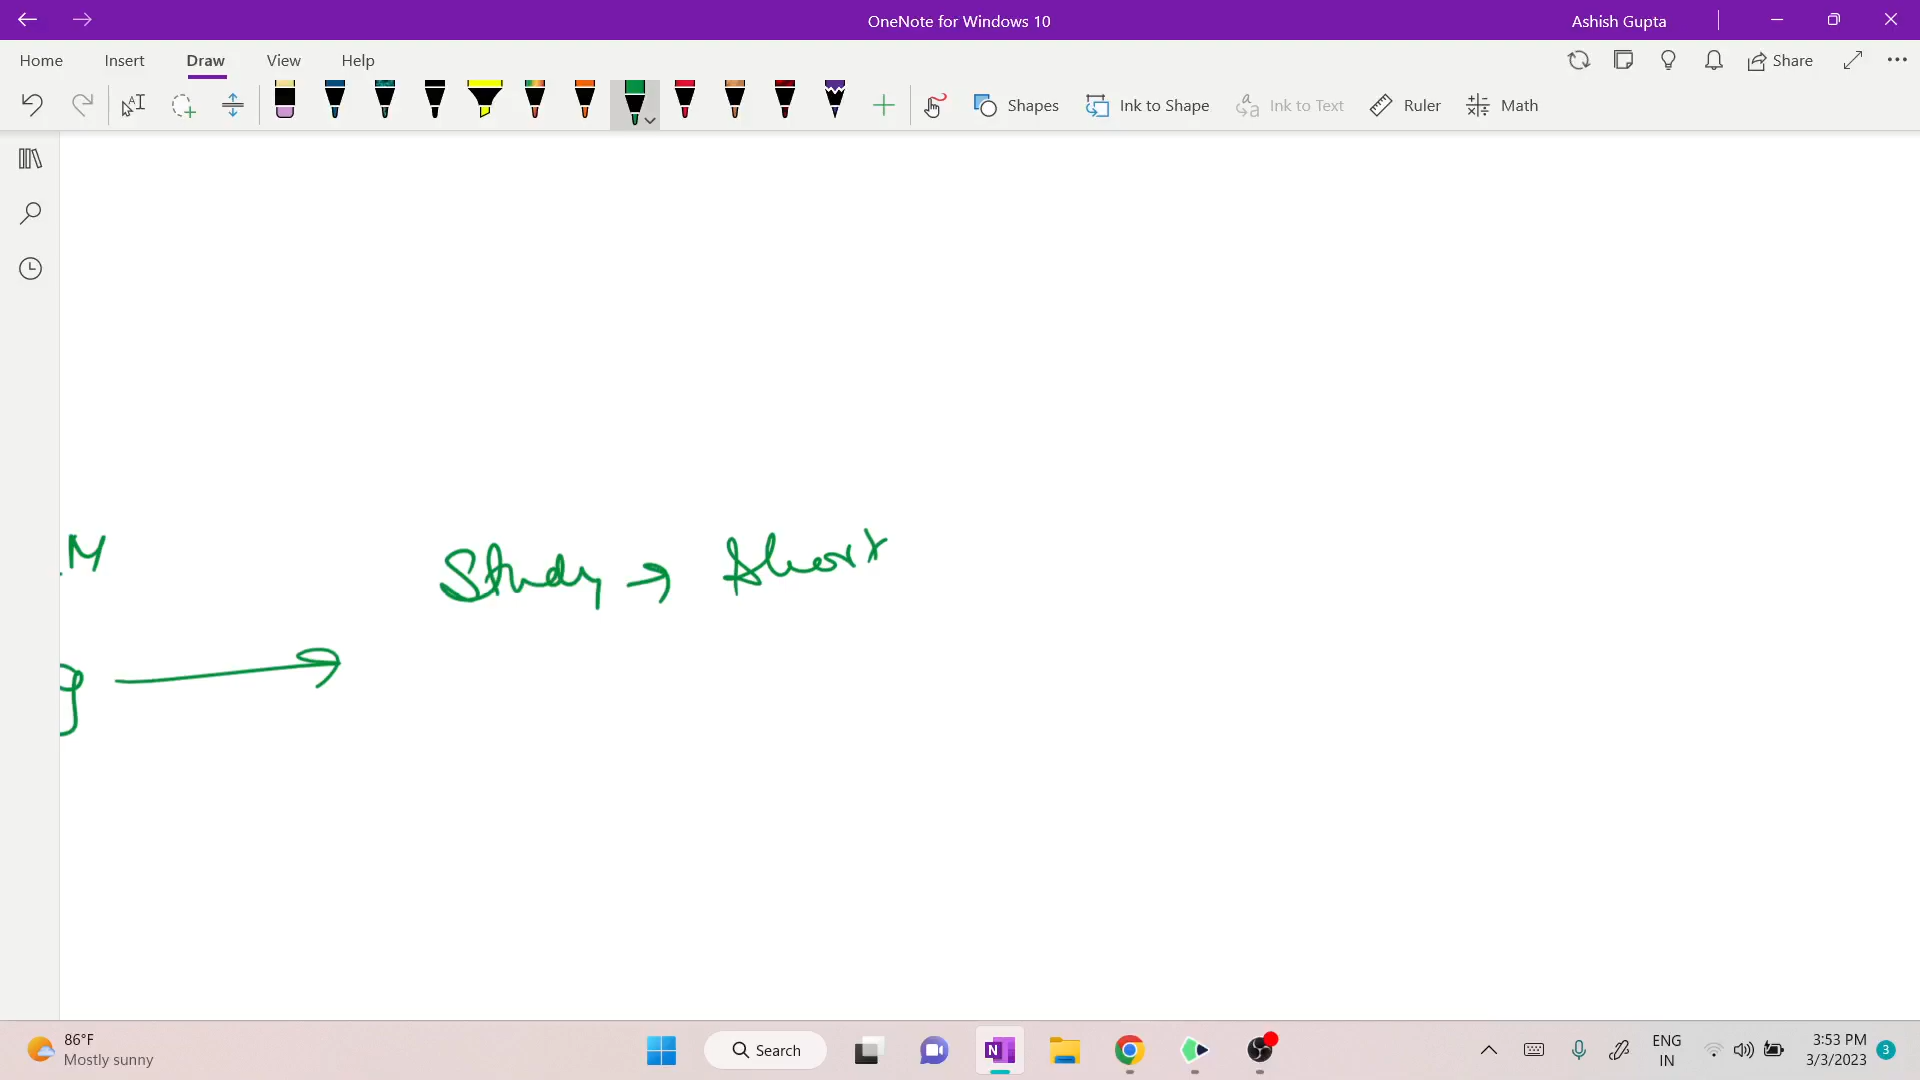 OneNote for Windows 10
Ashish Gupta
Home Insert Draw View Help
Share
Shapes Ink to Shape Ink to Text Ruler Math
.M
Study → Short
g →
86°F
Mostly sunny
Search
ENG
IN
3:53 PM
3/3/2023
3